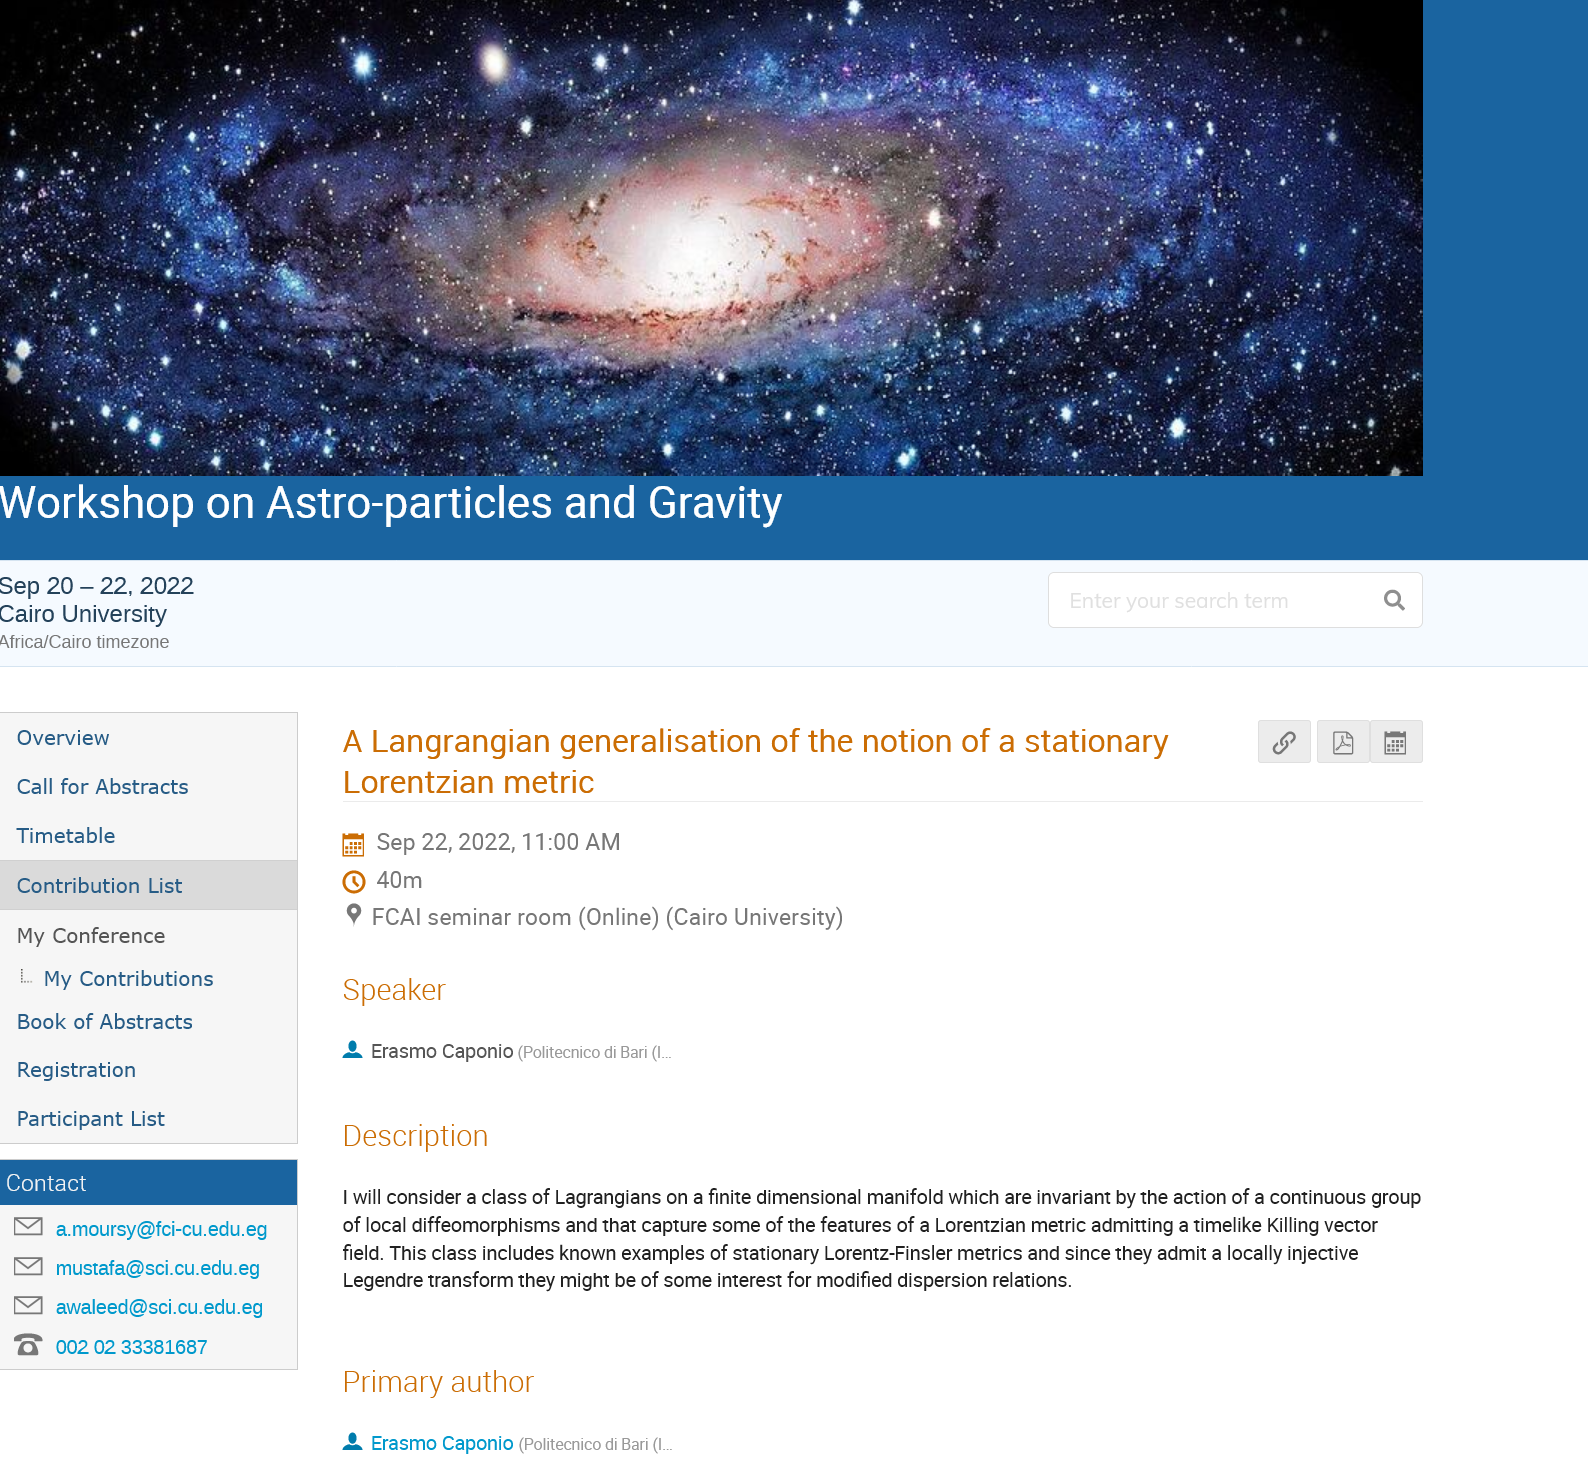 Workshop on Astro-particles and Gravity
Sep 20 – 22, 2022
Cairo University
Africa/Cairo timezone
Enter your search term
Overview
Call for Abstracts
Timetable
Contribution List
My Conference
My Contributions
Book of Abstracts
Registration
Participant List
Contact
a.moursy@fci-cu.edu.eg
mustafa@sci.cu.edu.eg
awaleed@sci.cu.edu.eg
002 02 33381687
A Langrangian generalisation of the notion of a stationary
Lorentzian metric
Sep 22, 2022, 11:00 AM
40m
FCAI seminar room (Online) (Cairo University)
Speaker
Erasmo Caponio (Politecnico di Bari (I...
Description
I will consider a class of Lagrangians on a finite dimensional manifold which are invariant by the action of a continuous group
of local diffeomorphisms and that capture some of the features of a Lorentzian metric admitting a timelike Killing vector
field. This class includes known examples of stationary Lorentz-Finsler metrics and since they admit a locally injective
Legendre transform they might be of some interest for modified dispersion relations.
Primary author
Erasmo Caponio (Politecnico di Bari (I...